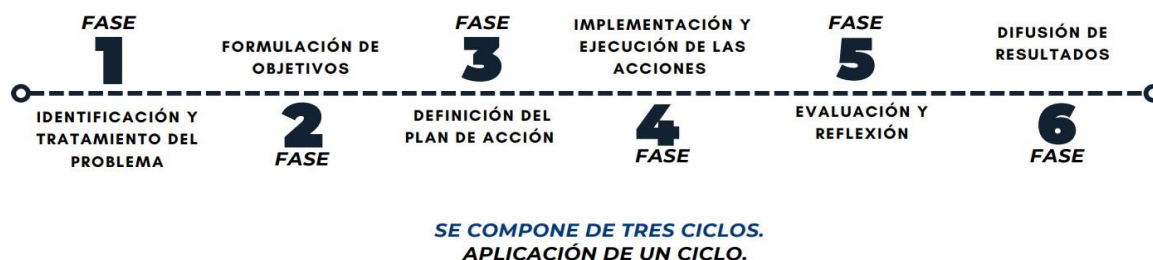 FASE
1
IDENTIFICACIÓN Y
TRATAMIENTO DEL
PROBLEMA
FORMULACIÓN DE
OBJETIVOS
2
FASE
FASE
3
DEFINICIÓN DEL
PLAN DE ACCIÓN
IMPLEMENTACIÓN Y
EJECUCIÓN DE LAS
ACCIONES
4
FASE
FASE
5
EVALUACIÓN Y
REFLEXIÓN
DIFUSIÓN DE
RESULTADOS
6
FASE
SE COMPONE DE TRES CICLOS.
APLICACIÓN DE UN CICLO.